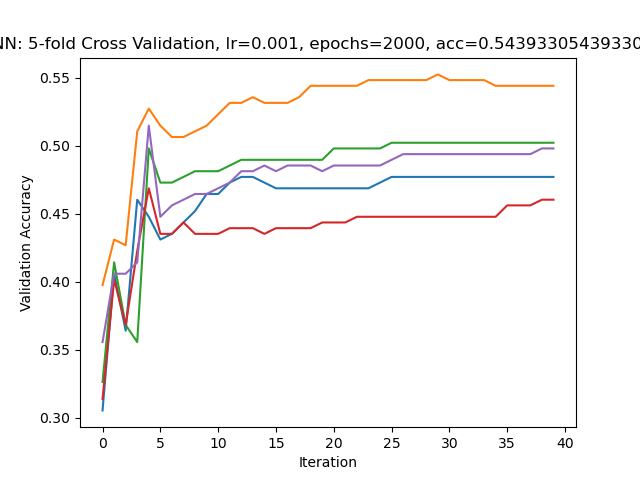 NN: 5-fold Cross Validation, lr=0.001, epochs=2000, acc=0.54393305439330
Validation Accuracy
0.55
0.50
0.45
0.40
0.35
0.30
0 5 10 15 20 25 30 35 40
Iteration